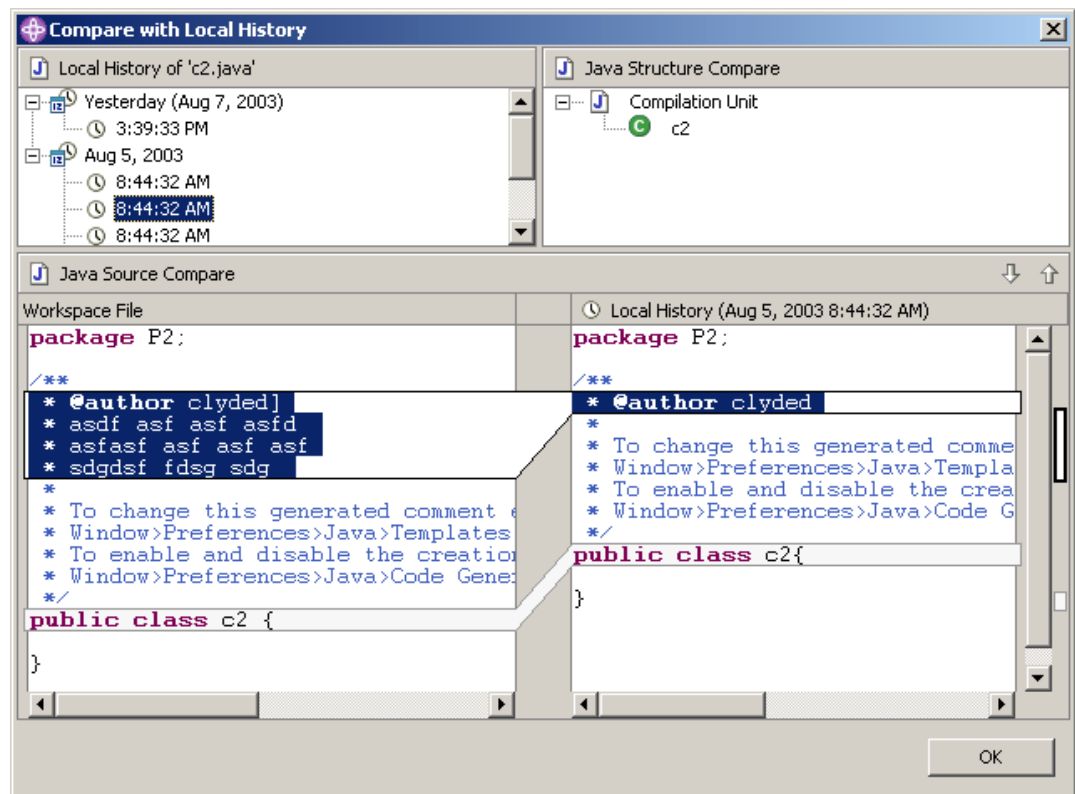 Compare with Local History
Local History of 'c2.java'
Yesterday (Aug 7, 2003)
3:39:33 PM
Aug 5, 2003
8:44:32 AM
8:44:32 AM
8:44:32 AM
Java Structure Compare
Compilation Unit
c2
Java Source Compare
Workspace File
package P2;
/**
* @author clyded]
* asdf asf asf asfd
* asfasf asf asf asf
* sdgdsf fdsg sdg
*
* To change this generated comment
* Window>Preferences>Java>Templates
* To enable and disable the creation
* Window>Preferences>Java>Code Gene
*/
public class c2 {
}
Local History (Aug 5, 2003 8:44:32 AM)
package P2;
/**
* @author clyded
*
* To change this generated comme
* Window>Preferences>Java>Templa
* To enable and disable the crea
* Window>Preferences>Java>Code G
*/
public class c2{
}
OK